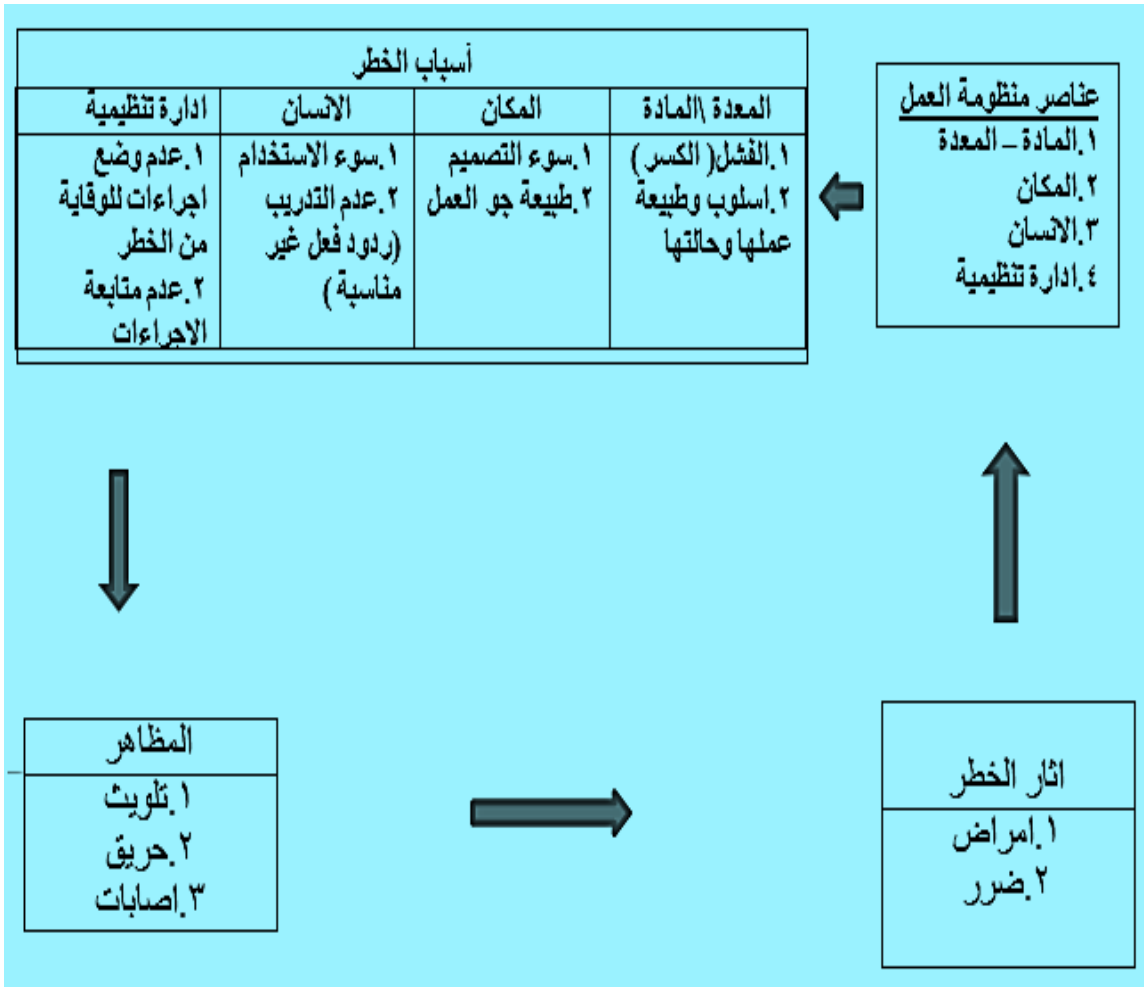 أسباب الخطر
المعدة \المادة
المكان
الانسان
ادارة تنظيمية
١.الفشل( الكسر )
٢.اسلوب وطبيعة
عملها وحالتها
١.سوء التصميم
٢.طبيعة جو العمل
١.سوء الاستخدام
٢.عدم التدريب
(ردود فعل غير
مناسبة )
١.عدم وضع
اجراءات للوقاية
من الخطر
٢.عدم متابعة
الاجراءات
عناصر منظومة العمل
١.المادة – المعدة
٢.المكان
٣.الانسان
٤.ادارة تنظيمية
المظاهر
١.تلويث
٢.حريق
٣.اصابات
اثار الخطر
١.امراض
٢.ضرر